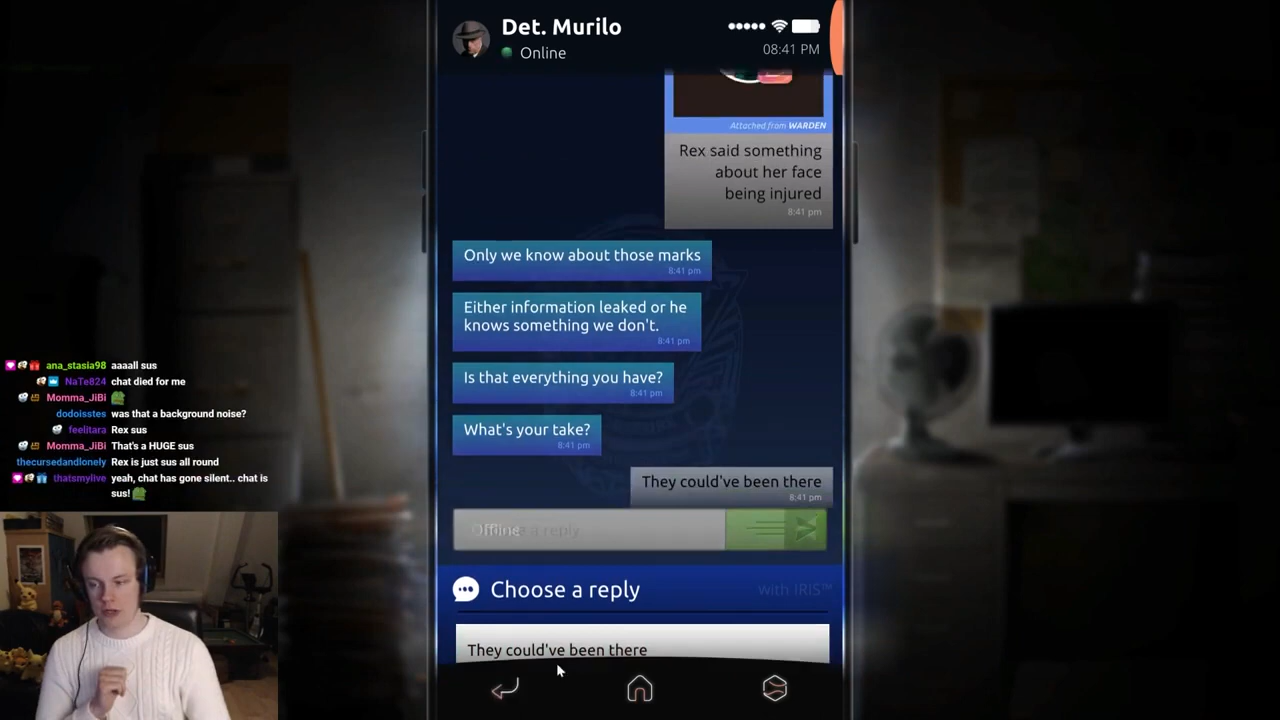 Det. Murilo
Online
08:41 PM
Attached from WARDEN
Rex said something
about her face
being injured
8:41 pm
Only we know about those marks
8:41 pm
Either information leaked or he
knows something we don't.
8:41 pm
Is that everything you have?
8:41 pm
What's your take?
8:41 pm
They could've been there
8:41 pm
Offline a reply
Choose a reply
with IRIS™
They could've been there
ana_stasia98 aaaall sus
NaTe824 chat died for me
Momma_JiBi
dodoisstes was that a background noise?
feelitara Rex sus
Momma_JiBi That's a HUGE sus
thecursedandlonely Rex is just sus all round
thatsmylive yeah, chat has gone silent.. chat is
sus!